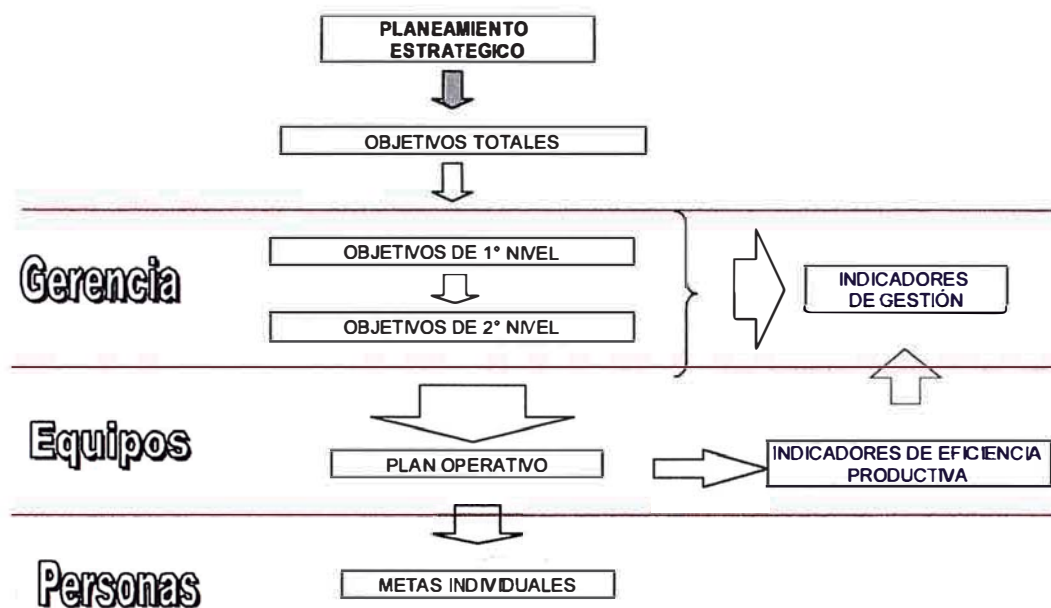 PLANEAMIENTO
ESTRATEGICO
OBJETIVOS TOTALES
Gerencia
OBJETIVOS DE 1° NIVEL
OBJETIVOS DE 2° NIVEL
INDICADORES
DE GESTIÓN
Equipos
PLAN OPERATIVO
INDICADORES DE EFICIENCIA
PRODUCTIVA
Personas
METAS INDIVIDUALES